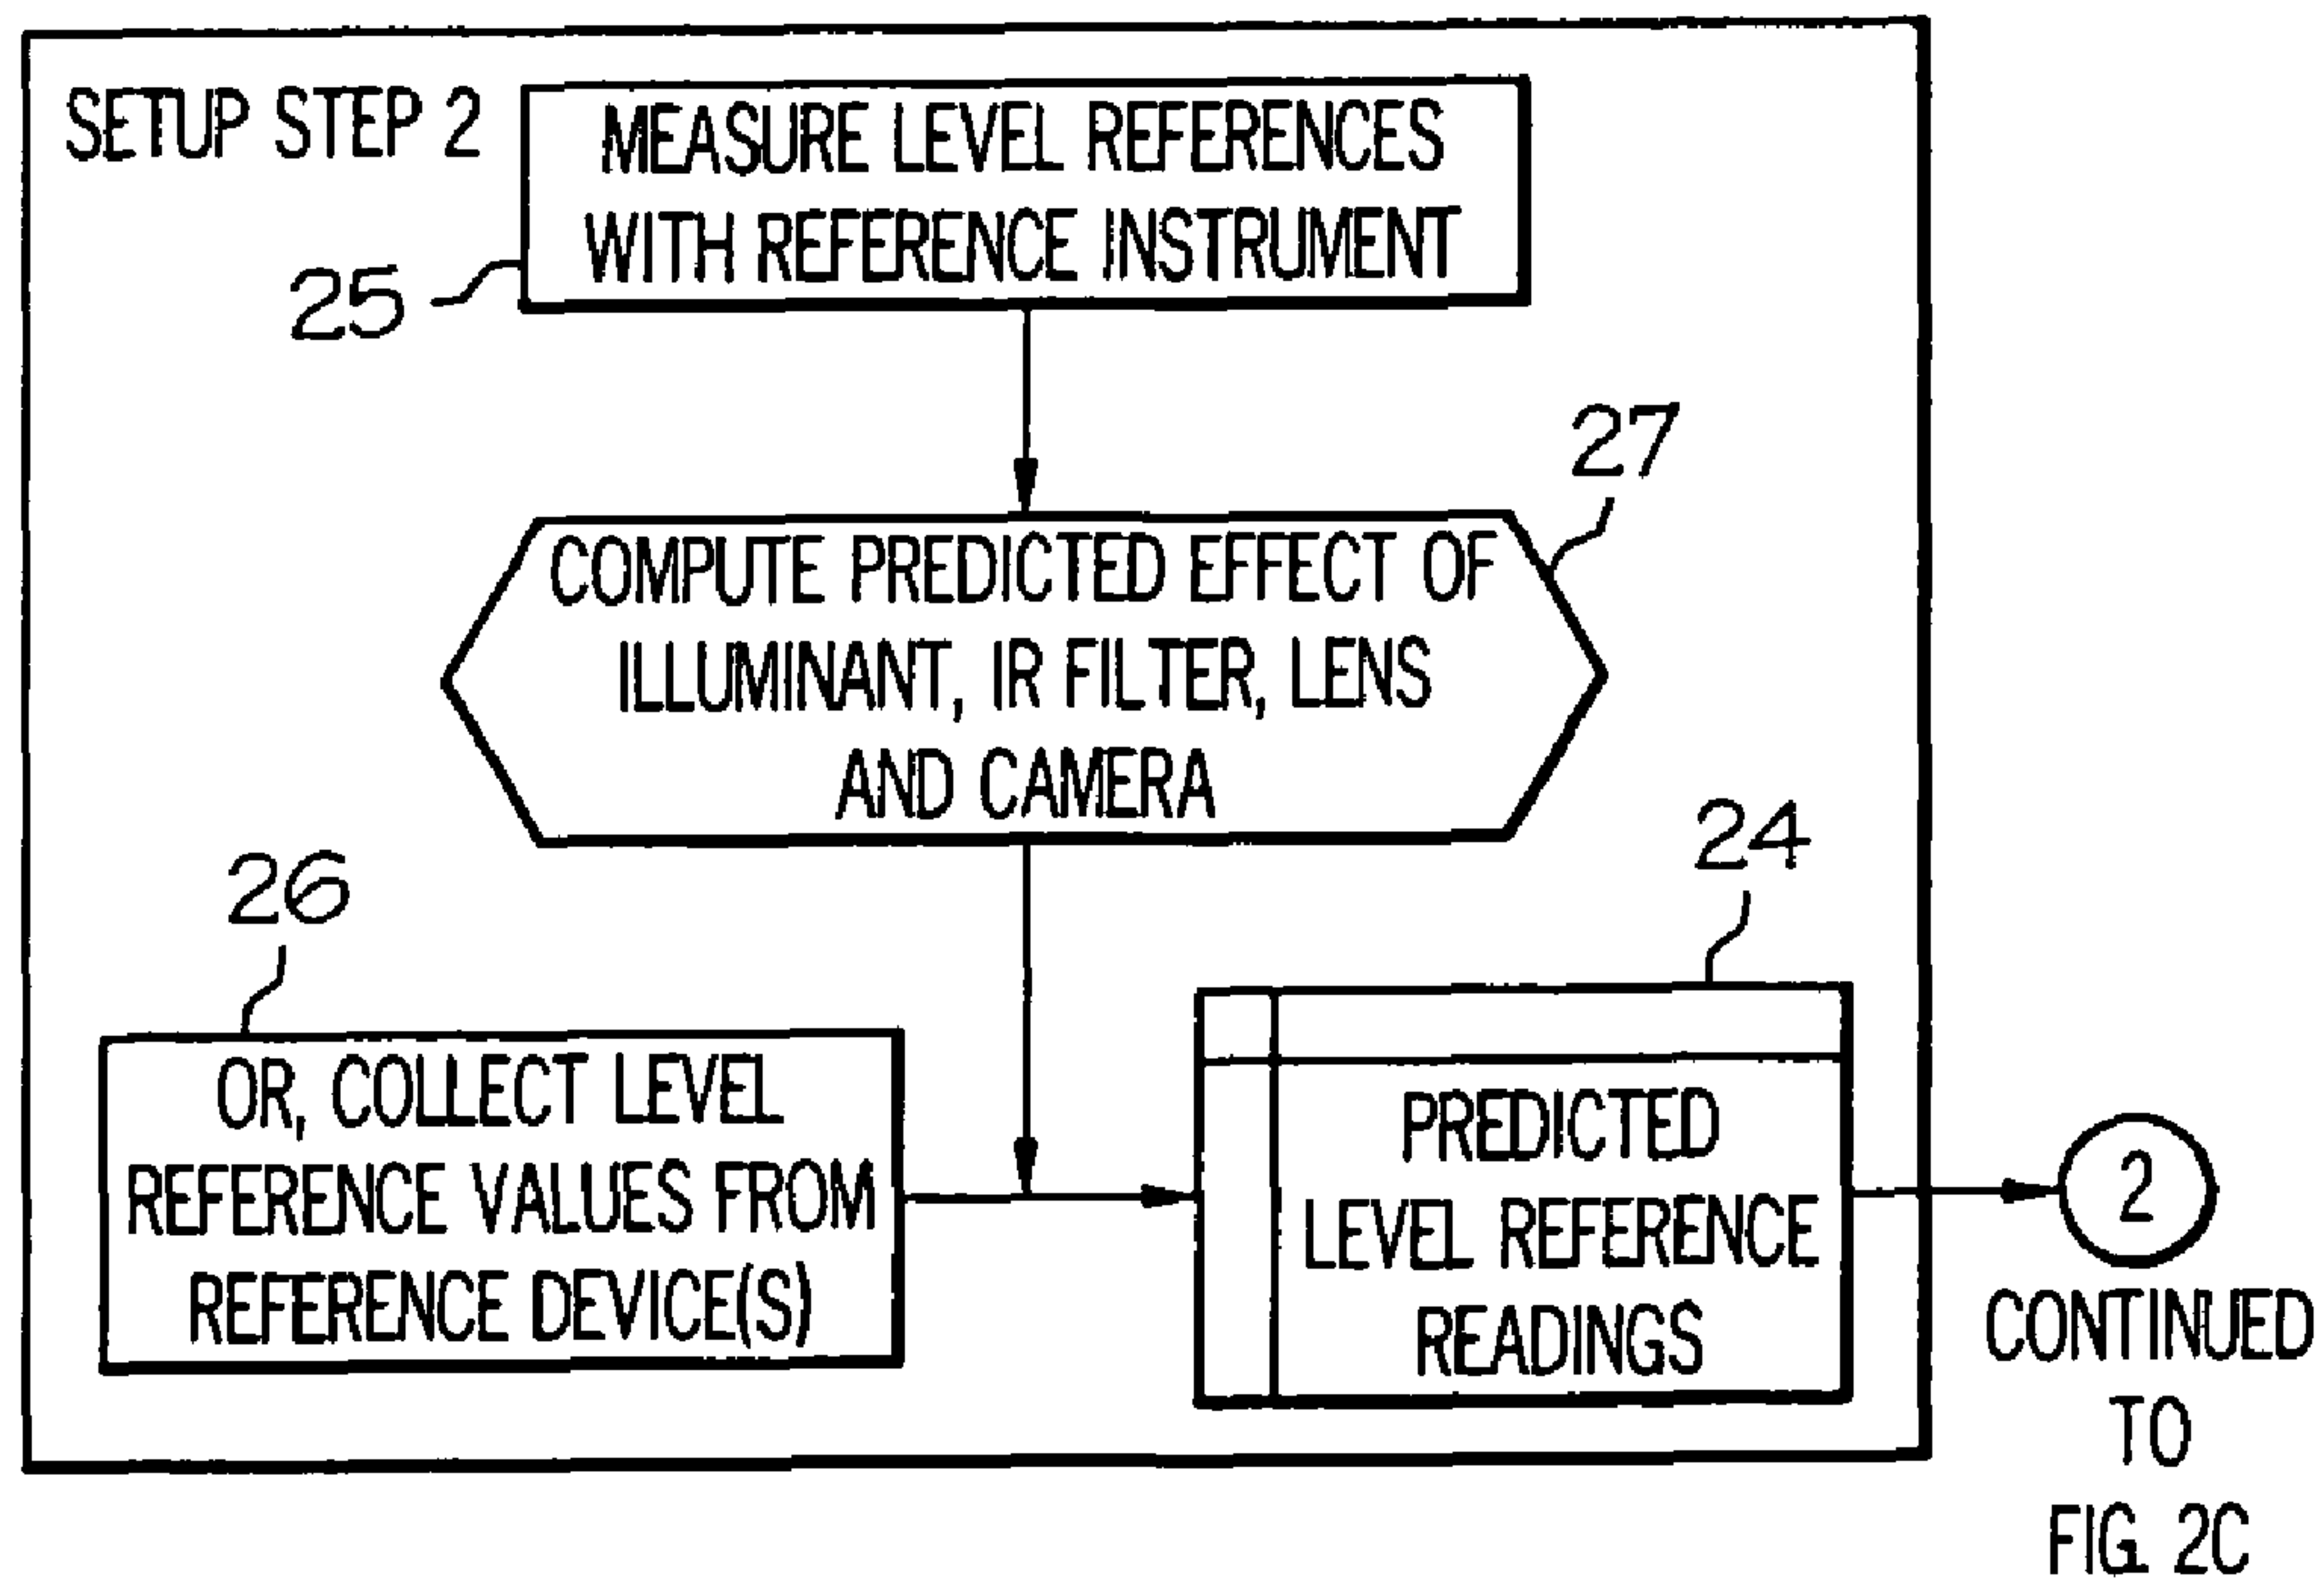 SETUP STEP 2
MEASURE LEVEL REFERENCES
WITH REFERENCE INSTRUMENT
25
27
COMPUTE PREDICTED EFFECT OF
ILLUMINANT, IR FILTER, LENS
AND CAMERA
26
24
OR, COLLECT LEVEL
REFERENCE VALUES FROM
REFERENCE DEVICE(S)
PREDICTED
LEVEL REFERENCE
READINGS
2
CONTINUED
TO
FIG. 2C